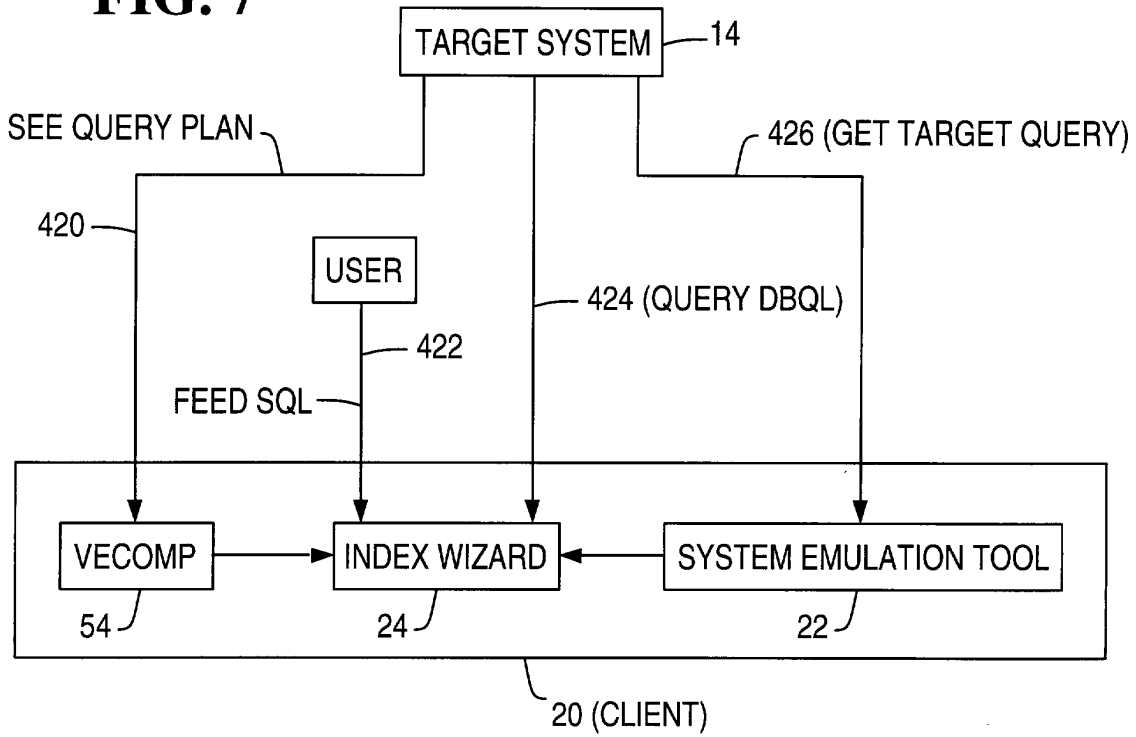 FIG. 7
TARGET SYSTEM
14
SEE QUERY PLAN
426 (GET TARGET QUERY)
420
USER
424 (QUERY DBQL)
422
FEED SQL
VECOMP
INDEX WIZARD
SYSTEM EMULATION TOOL
54
24
22
20 (CLIENT)